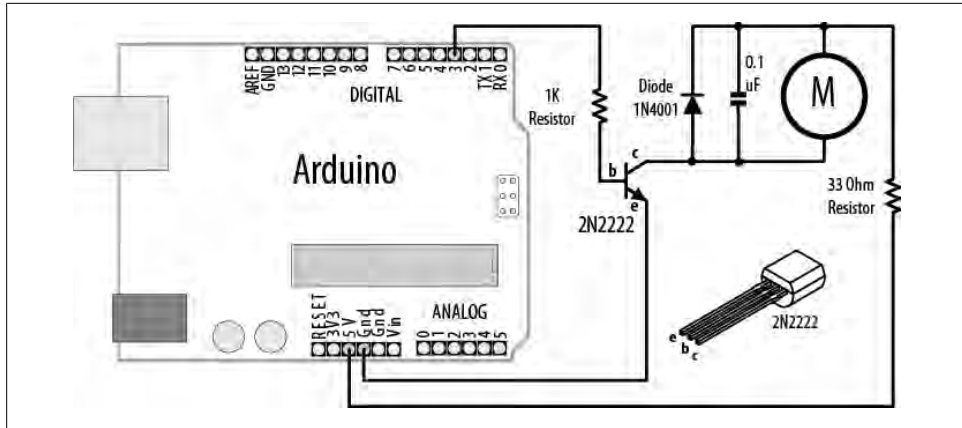 AREF
GND
13
12
11
10
9
8
7
6
5
4
3
2
TX 1
RX 0
DIGITAL
Arduino
1K
Resistor
Diode
1N4001
0.1
uF
M
c
b
e
2N2222
33 Ohm
Resistor
RESET
3V3
5V
Gnd
Gnd
Vin
ANALOG
0
1
2
3
4
5
e
b
c
2N2222